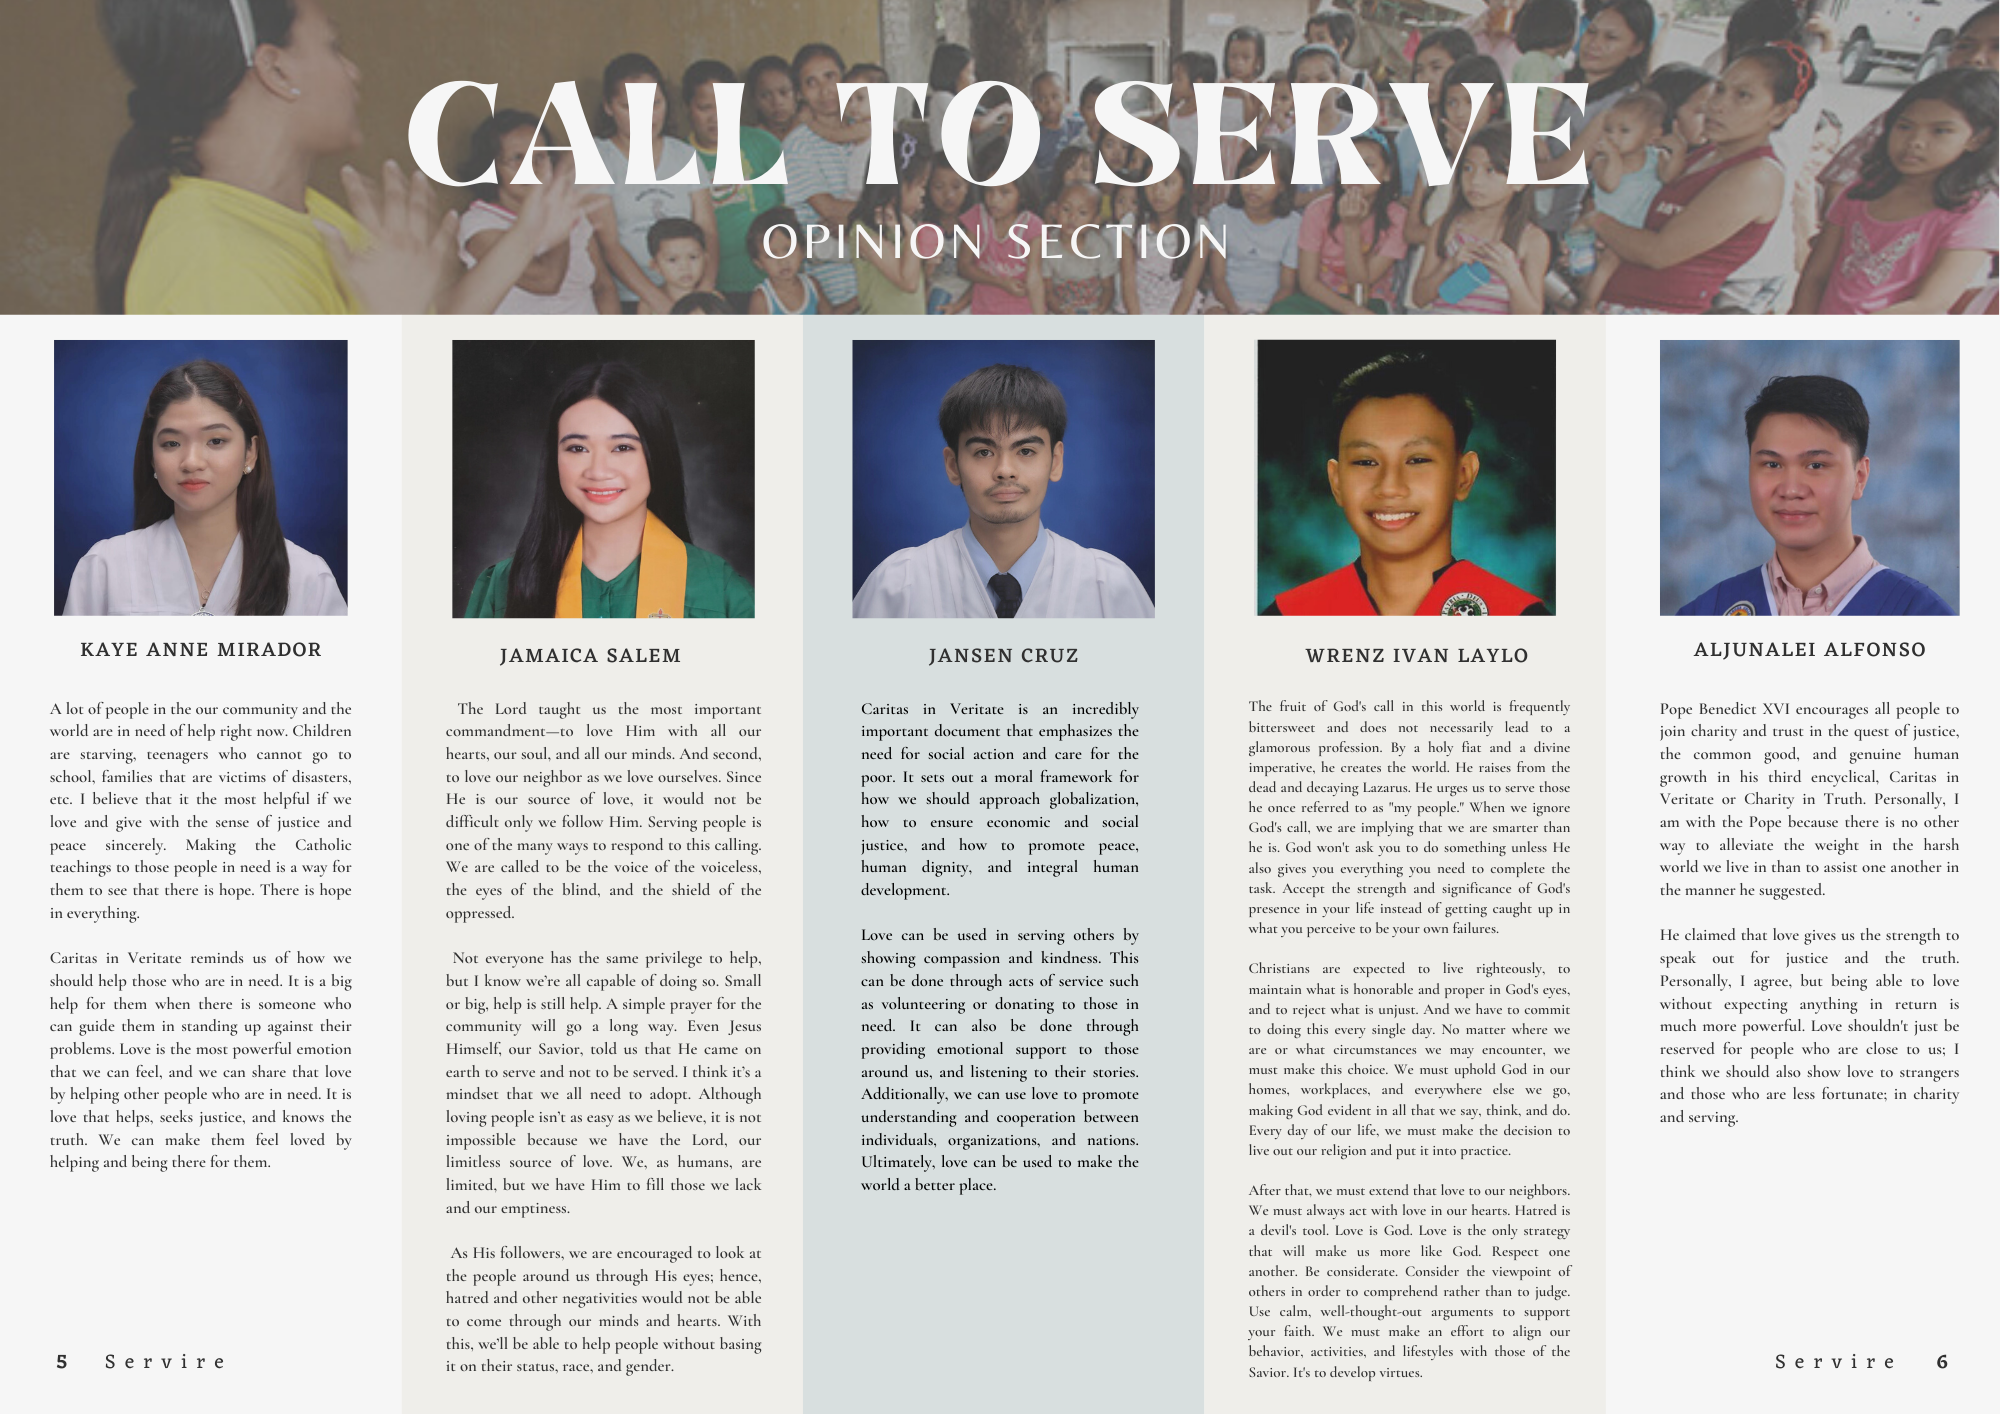 CALL TO SERVE
OPINION SECTION
KAYE ANNE MIRADOR
A lot of people in the our community and the
world are in need of help right now. Children
are starving, teenagers who cannot go to
school, families that are victims of disasters,
etc. I believe that it the most helpful if we
love and give with the sense of justice and
peace sincerely. Making the Catholic
teachings to those people in need is a way for
them to see that there is hope. There is hope
in everything.
Caritas in Veritate reminds us of how we
should help those who are in need. It is a big
help for them when there is someone who
can guide them in standing up against their
problems. Love is the most powerful emotion
that we can feel, and we can share that love
by helping other people who are in need. It is
love that helps, seeks justice, and knows the
truth. We can make them feel loved by
helping and being there for them.
JAMAICA SALEM
The Lord taught us the most important
commandment—to love Him with all our
hearts, our soul, and all our minds. And second,
to love our neighbor as we love ourselves. Since
He is our source of love, it would not be
difficult only we follow Him. Serving people is
one of the many ways to respond to this calling.
We are called to be the voice of the voiceless,
the eyes of the blind, and the shield of the
oppressed.
Not everyone has the same privilege to help,
but I know we're all capable of doing so. Small
or big, help is still help. A simple prayer for the
community will go a long way. Even Jesus
Himself, our Savior, told us that He came on
earth to serve and not to be served. I think it's a
mindset that we all need to adopt. Although
loving people isn't as easy as we believe, it is not
impossible because we have the Lord, our
limitless source of love. We, as humans, are
limited, but we have Him to fill those we lack
and our emptiness.
As His followers, we are encouraged to look at
the people around us through His eyes; hence,
hatred and other negativities would not be able
to come through our minds and hearts. With
this, we'll be able to help people without basing
it on their status, race, and gender.
JANSEN CRUZ
Caritas in Veritate is an incredibly
important document that emphasizes the
need for social action and care for the
poor. It sets out a moral framework for
how we should approach globalization,
how to ensure economic and social
justice, and how to promote peace,
human dignity, and integral human
development.
Love can be used in serving others by
showing compassion and kindness. This
can be done through acts of service such
as volunteering or donating to those in
need. It can also be done through
providing emotional support to those
around us, and listening to their stories.
Additionally, we can use love to promote
understanding and cooperation between
individuals, organizations, and nations.
Ultimately, love can be used to make the
world a better place.
WRENZ IVAN LAYLO
The fruit of God's call in this world is frequently
bittersweet and does not necessarily lead to a
glamorous profession. By a holy fiat and a divine
imperative, he creates the world. He raises from the
dead and decaying Lazarus. He urges us to serve those
he once referred to as "my people." When we ignore
God's call, we are implying that we are smarter than
he is. God won't ask you to do something unless He
also gives you everything you need to complete the
task. Accept the strength and significance of God's
presence in your life instead of getting caught up in
what you perceive to be your own failures.
Christians are expected to live righteously, to
maintain what is honorable and proper in God's eyes,
and to reject what is unjust. And we have to commit
to doing this every single day. No matter where we
are or what circumstances we may encounter, we
must make this choice. We must uphold God in our
homes, workplaces, and everywhere else we go,
making God evident in all that we say, think, and do.
Every day of our life, we must make the decision to
live out our religion and put it into practice.
After that, we must extend that love to our neighbors.
We must always act with love in our hearts. Hatred is
a devil's tool. Love is God. Love is the only strategy
that will make us more like God. Respect one
another. Be considerate. Consider the viewpoint of
others in order to comprehend rather than to judge.
Use calm, well-thought-out arguments to support
your faith. We must make an effort to align our
behavior, activities, and lifestyles with those of the
Savior. It's to develop virtues.
ALJUNALEI ALFONSO
Pope Benedict XVI encourages all people to
join charity and trust in the quest of justice,
the common good, and genuine human
growth in his third encyclical, Caritas in
Veritate or Charity in Truth. Personally, I
am with the Pope because there is no other
way to alleviate the weight in the harsh
world we live in than to assist one another in
the manner he suggested.
He claimed that love gives us the strength to
speak out for justice and the truth.
Personally, I agree, but being able to love
without expecting anything in return is
much more powerful. Love shouldn't just be
reserved for people who are close to us; I
think we should also show love to strangers
and those who are less fortunate; in charity
and serving.
5 Servire
Servire 6